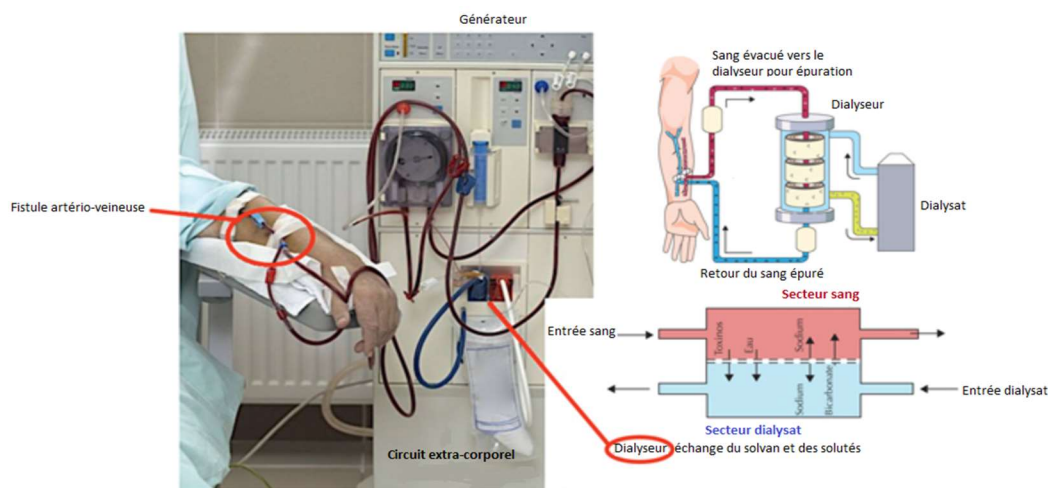 Générateur
Sang évacué vers le
dialyseur pour épuration
Dialyseur
Fistule artério-veineuse
Dialysat
Retour du sang épuré
Secteur sang
Entrée sang
Toxinos
Eau
Sodium
Sodium
Bicarbonate
Entrée dialysat
Secteur dialysat
Dialyseur échange du solvan et des solutés
Circuit extra-corporel